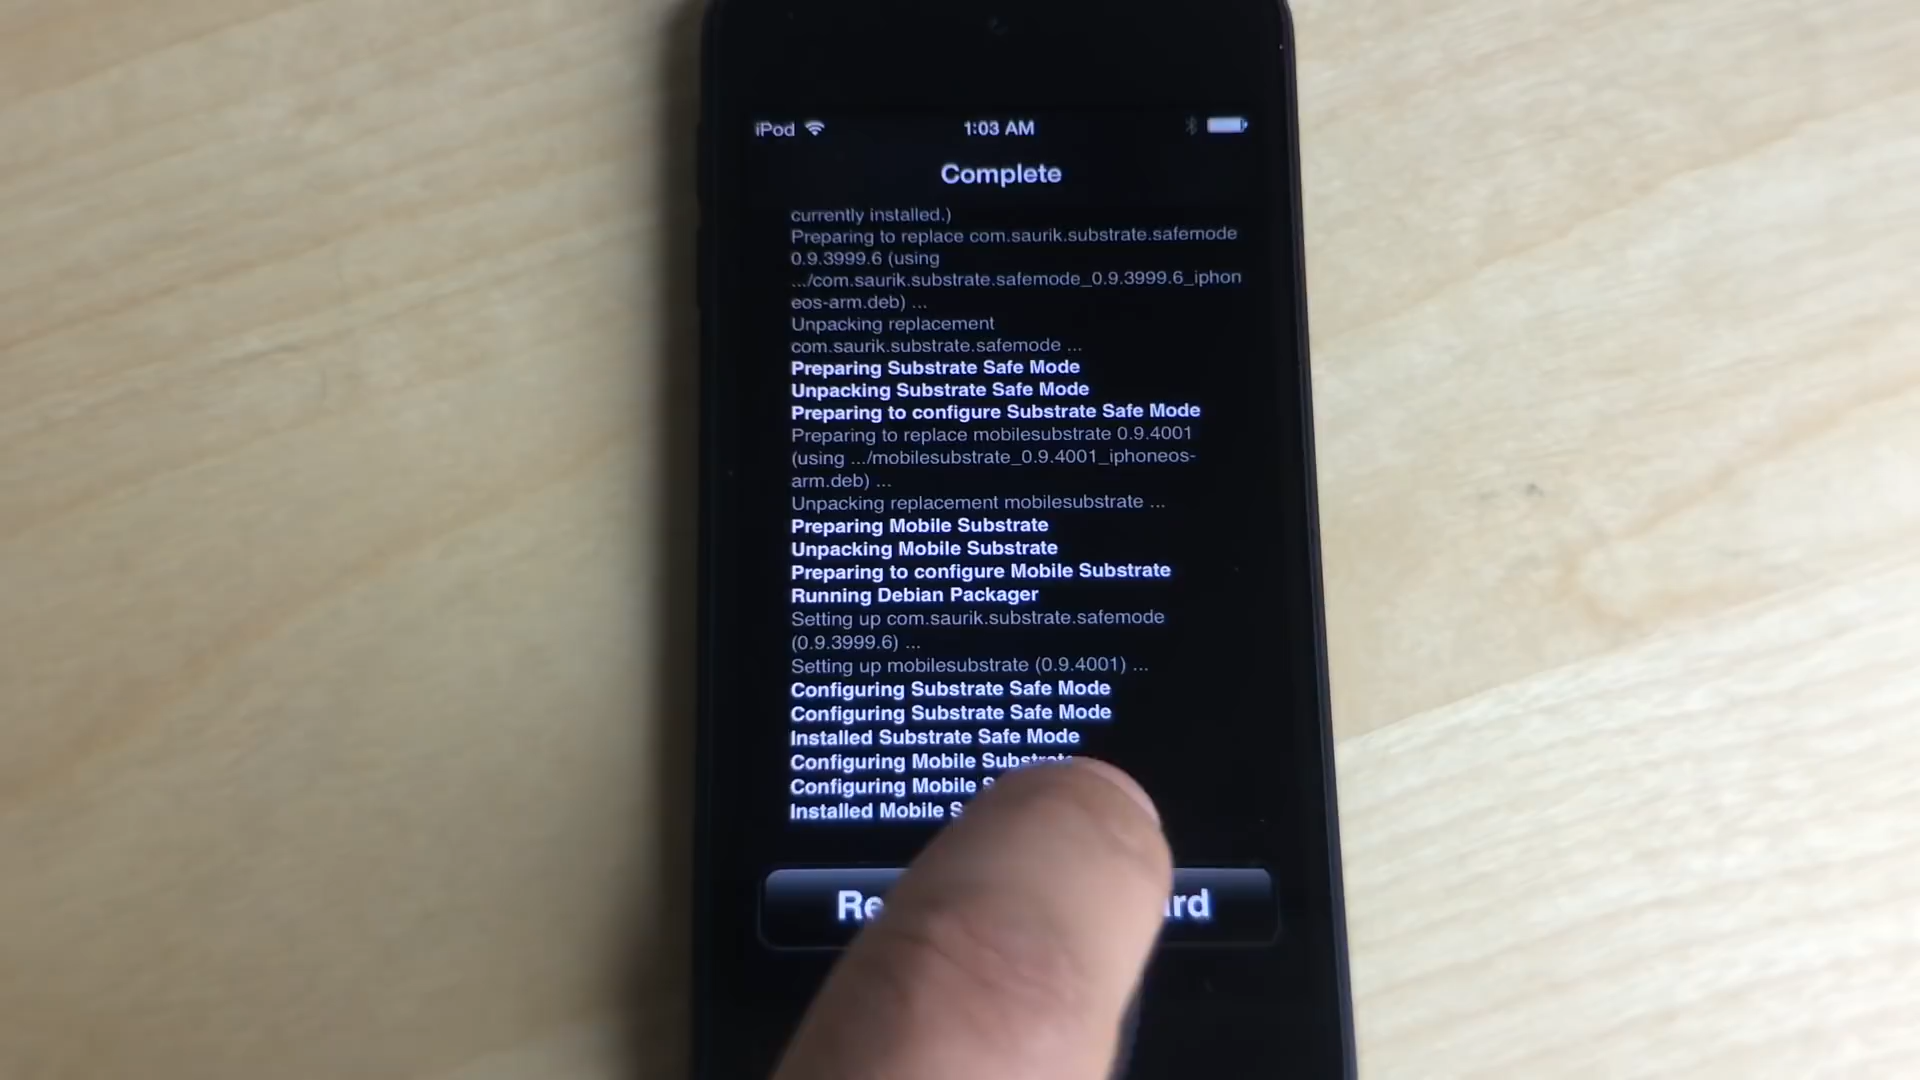 iPod 1:03 AM
Complete
currently installed.)
Preparing to replace com.saurik.substrate.safemode
0.9.3999.6 (using
.../com.saurik.substrate.safemode_0.9.3999.6_iphon
eos-arm.deb) ...
Unpacking replacement
com.saurik.substrate.safemode ...
Preparing Substrate Safe Mode
Unpacking Substrate Safe Mode
Preparing to configure Substrate Safe Mode
Preparing to replace mobilesubstrate 0.9.4001
(using .../mobilesubstrate_0.9.4001_iphoneos-
arm.deb) ...
Unpacking replacement mobilesubstrate ...
Preparing Mobile Substrate
Unpacking Mobile Substrate
Preparing to configure Mobile Substrate
Running Debian Packager
Setting up com.saurik.substrate.safemode
(0.9.3999.6) ...
Setting up mobilesubstrate (0.9.4001) ...
Configuring Substrate Safe Mode
Configuring Substrate Safe Mode
Installed Substrate Safe Mode
Configuring Mobile Substrate
Configuring Mobile
Installed Mobile